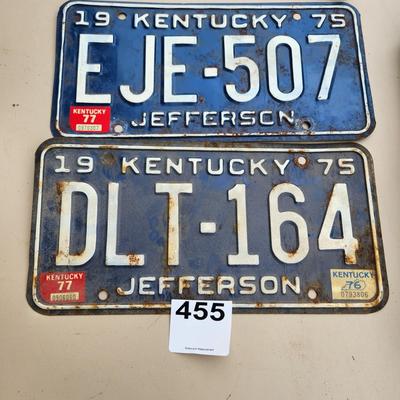 19 KENTUCKY 75
EJE-507
KENTUCKY
77
JEFFERSON
19 KENTUCKY 75
DLT-164
KENTUCKY
77
JEFFERSON
KENTUCKY
76
0793806
455